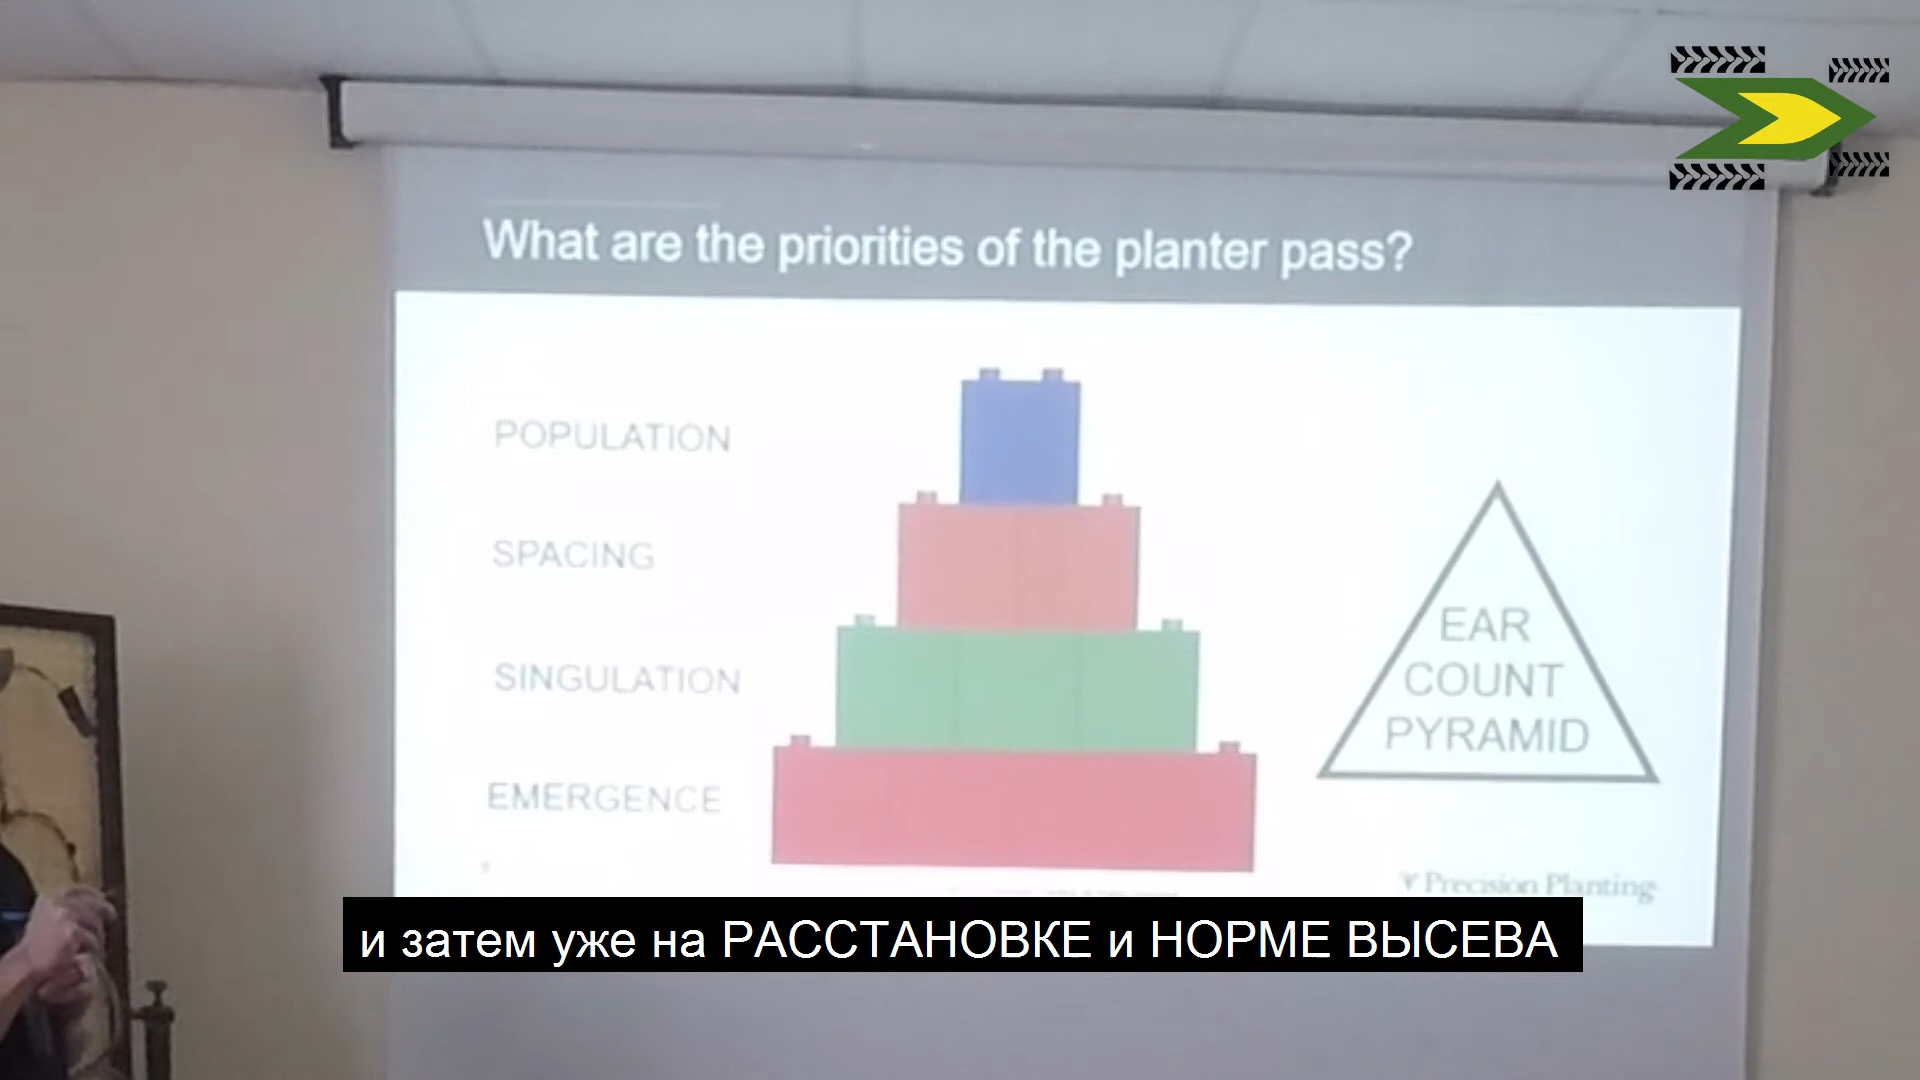 What are the priorities of the planter pass?
POPULATION
SPACING
SINGULATION
EMERGENCE
EAR
COUNT
PYRAMID
Precision Planting
и затем уже на РАССТАНОВКЕ и НОРМЕ ВЫСЕВА